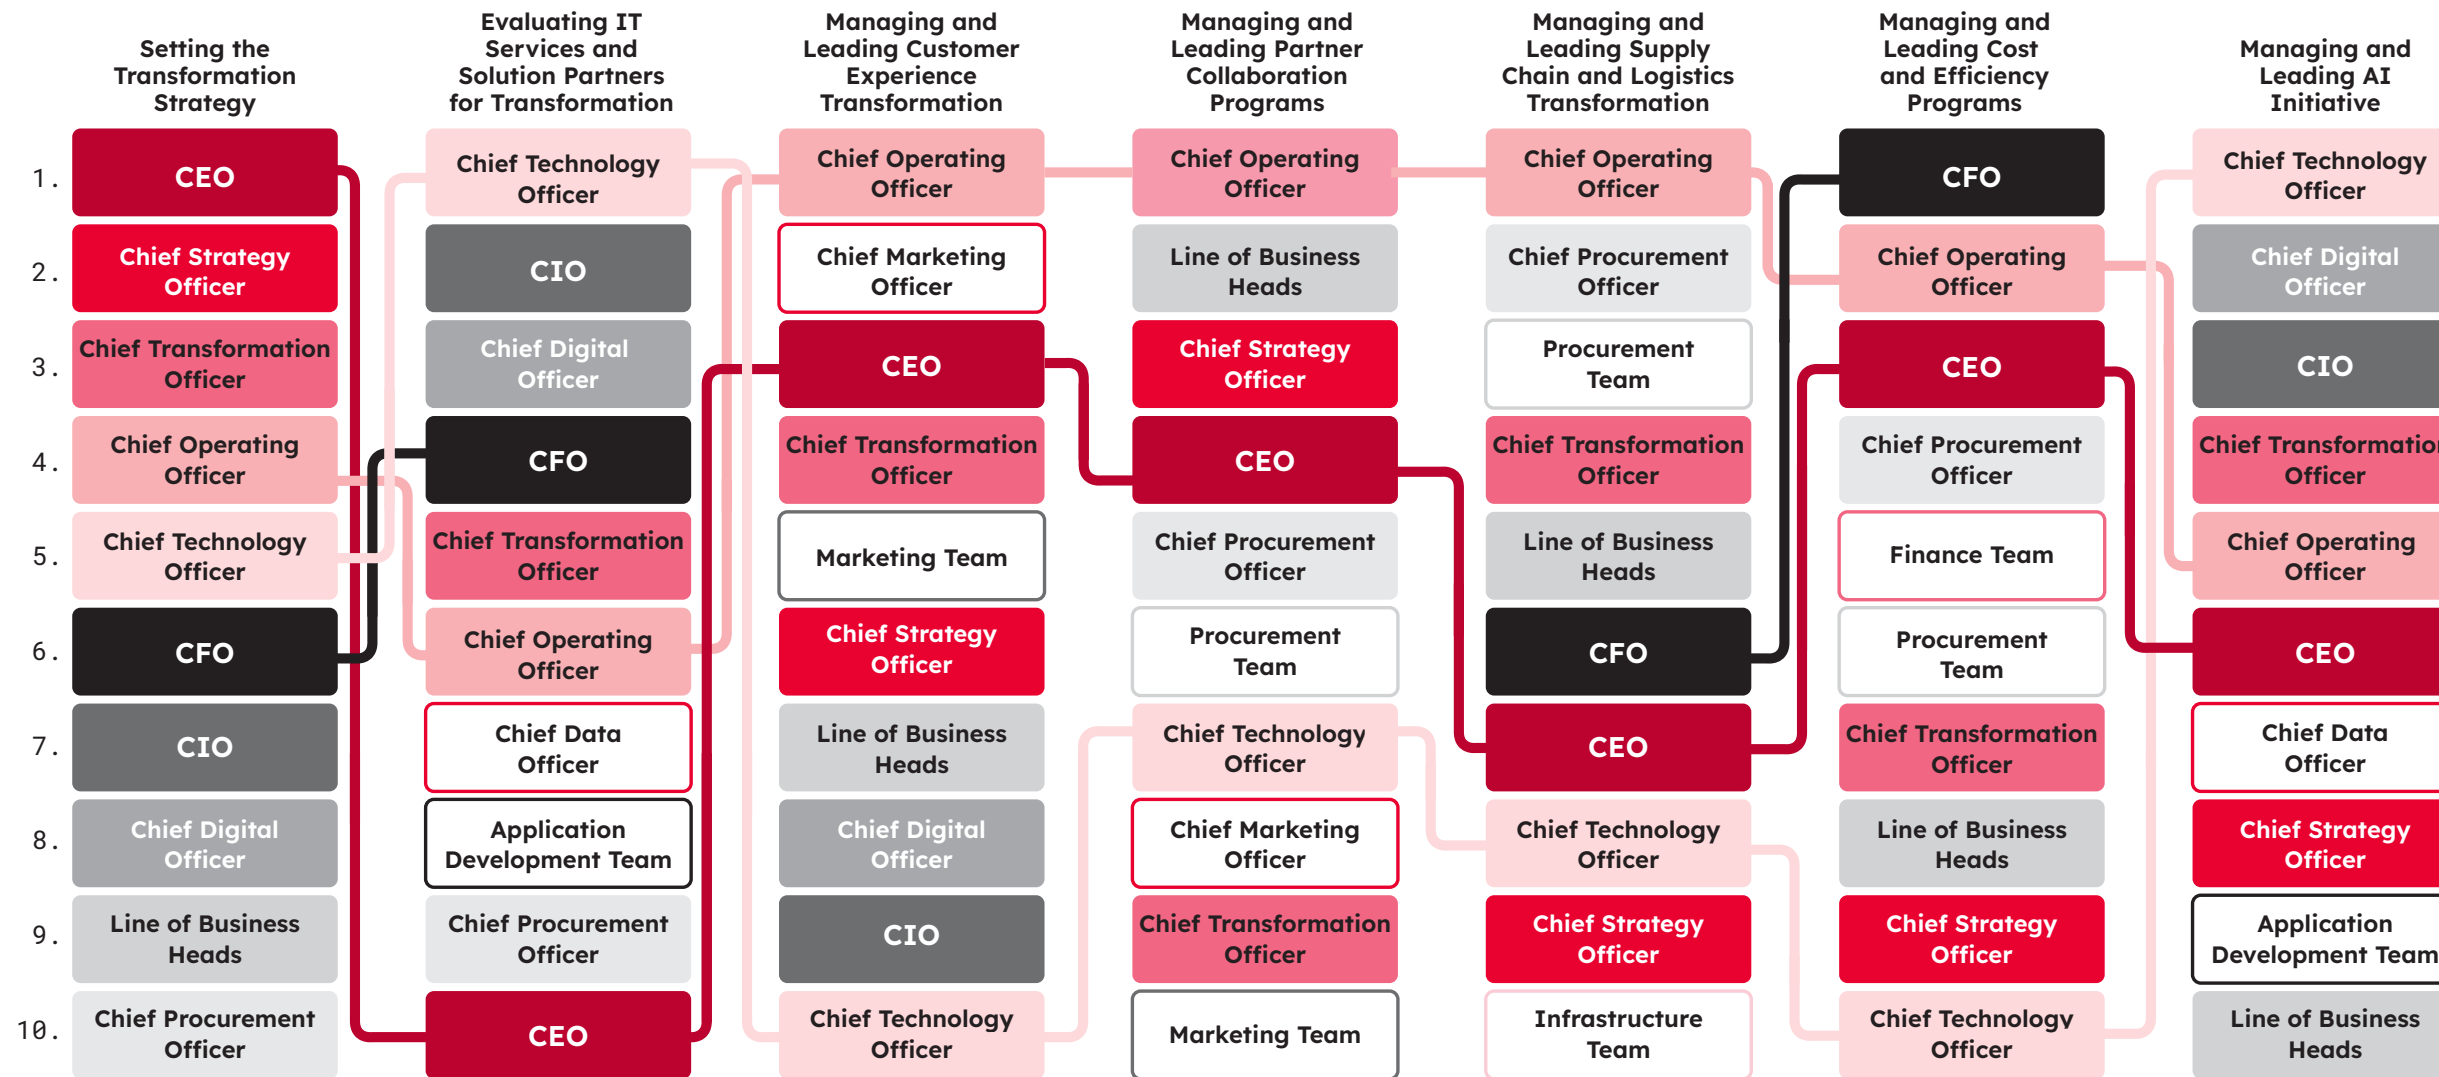 Setting the
Transformation
Strategy
Evaluating IT
Services and
Solution Partners
for Transformation
Managing and
Leading Customer
Experience
Transformation
Managing and
Leading Partner
Collaboration
Programs
Managing and
Leading Supply
Chain and Logistics
Transformation
Managing and
Leading Cost
and Efficiency
Programs
Managing and
Leading AI
Initiative
1.
CEO
Chief Technology
Officer
Chief Operating
Officer
Chief Operating
Officer
Chief Operating
Officer
CFO
Chief Technology
Officer
2.
Chief Strategy
Officer
CIO
Chief Marketing
Officer
Line of Business
Heads
Chief Procurement
Officer
Chief Operating
Officer
Chief Digital
Officer
3.
Chief Transformation
Officer
Chief Digital
Officer
CEO
Chief Strategy
Officer
Procurement
Team
CEO
CIO
4.
Chief Operating
Officer
CFO
Chief Transformation
Officer
CEO
Chief Transformation
Officer
Chief Procurement
Officer
Chief Transformation
Officer
5.
Chief Technology
Officer
Chief Transformation
Officer
Marketing Team
Chief Procurement
Officer
Line of Business
Heads
Finance Team
Chief Operating
Officer
6.
CFO
Chief Operating
Officer
Chief Strategy
Officer
Procurement
Team
CFO
Procurement
Team
CEO
7.
CIO
Chief Data
Officer
Line of Business
Heads
Chief Technology
Officer
CEO
Chief Transformation
Officer
Chief Data
Officer
8.
Chief Digital
Officer
Application
Development Team
Chief Digital
Officer
Chief Marketing
Officer
Chief Technology
Officer
Line of Business
Heads
Chief Strategy
Officer
9.
Line of Business
Heads
Chief Procurement
Officer
CIO
Chief Transformation
Officer
Chief Strategy
Officer
Chief Strategy
Officer
Application
Development Team
10.
Chief Procurement
Officer
CEO
Chief Technology
Officer
Marketing Team
Infrastructure
Team
Chief Technology
Officer
Line of Business
Heads